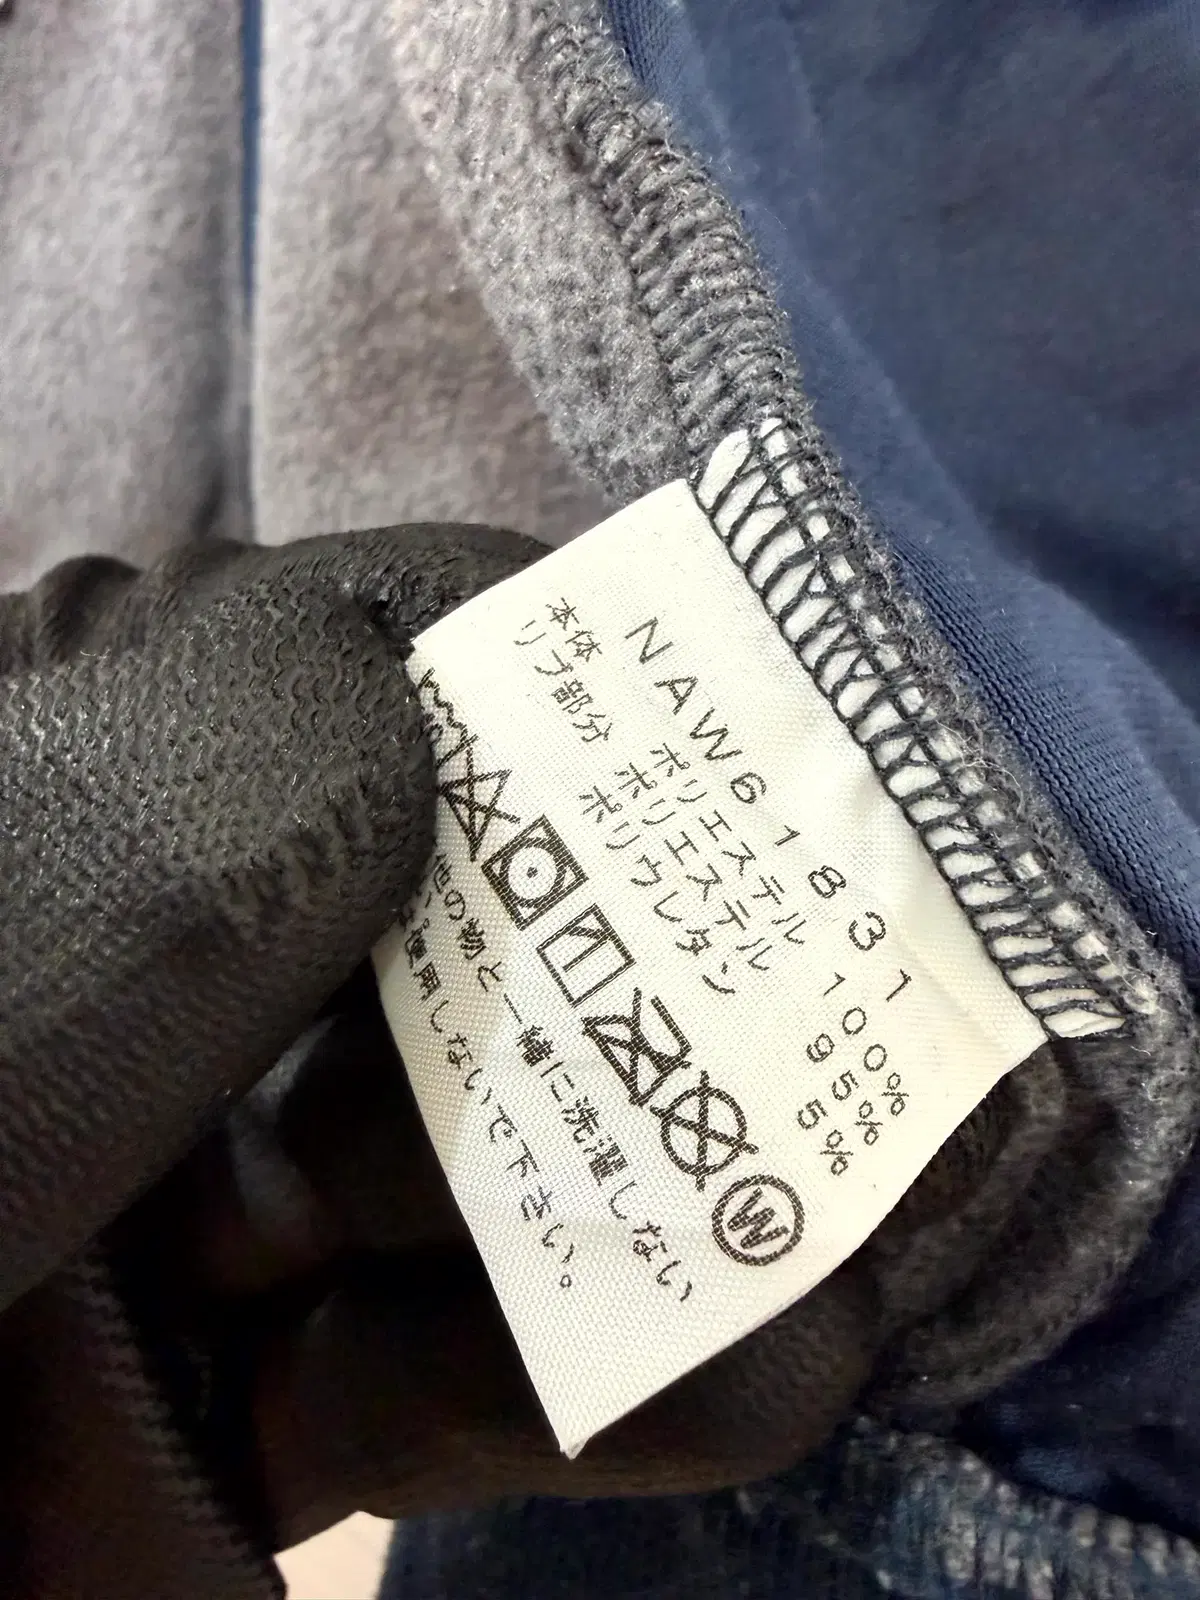 NAW61831
本体 ポリエステル 100%
リブ部分 ポリエステル 95%
ポリウレタン 5%
W
他の物と一緒に洗濯しない
使用しないで下さい。